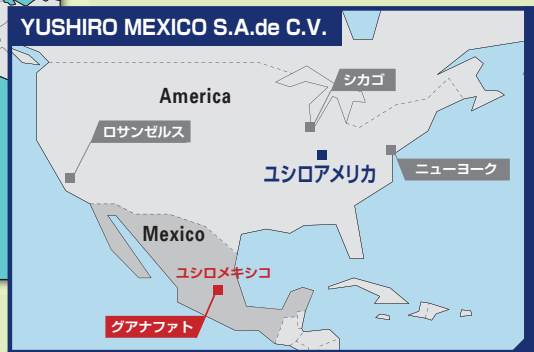 YUSHIRO MEXICO S.A.de C.V.
シカゴ
America
ロサンゼルス
ユシロアメリカ
ニューヨーク
Mexico
ユシロメキシコ
グアナファト